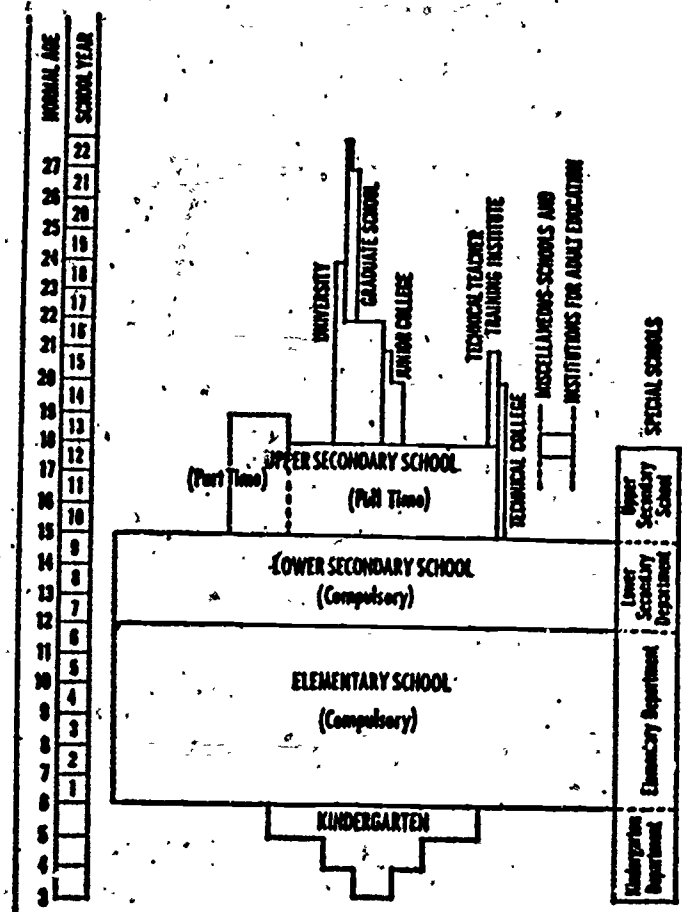 NORMAL AGE
SCHOOL YEAR
27
26
25
24
23
22
21
20
19
18
17
16
15
14
13
12
11
10
9
8
7
6
5
4
3
22
21
20
19
18
17
16
15
14
13
12
11
10
9
8
7
6
5
4
3
2
1
UNIVERSITY
GRADUATE SCHOOL
JUNIOR COLLEGE
TECHNICAL TEACHER
TRAINING INSTITUTE
TECHNICAL COLLEGE
MISCELLANEOUS-SCHOOLS AND
INSTITUTIONS FOR ADULT EDUCATION
SPECIAL SCHOOLS
UPPER SECONDARY SCHOOL
(Part Time)
(Full Time)
LOWER SECONDARY SCHOOL
(Compulsory)
ELEMENTARY SCHOOL
(Compulsory)
KINDERGARTEN
Upper
Secondary
School
Lower
Secondary
Department
Elementary Department
Kindergarten
Department